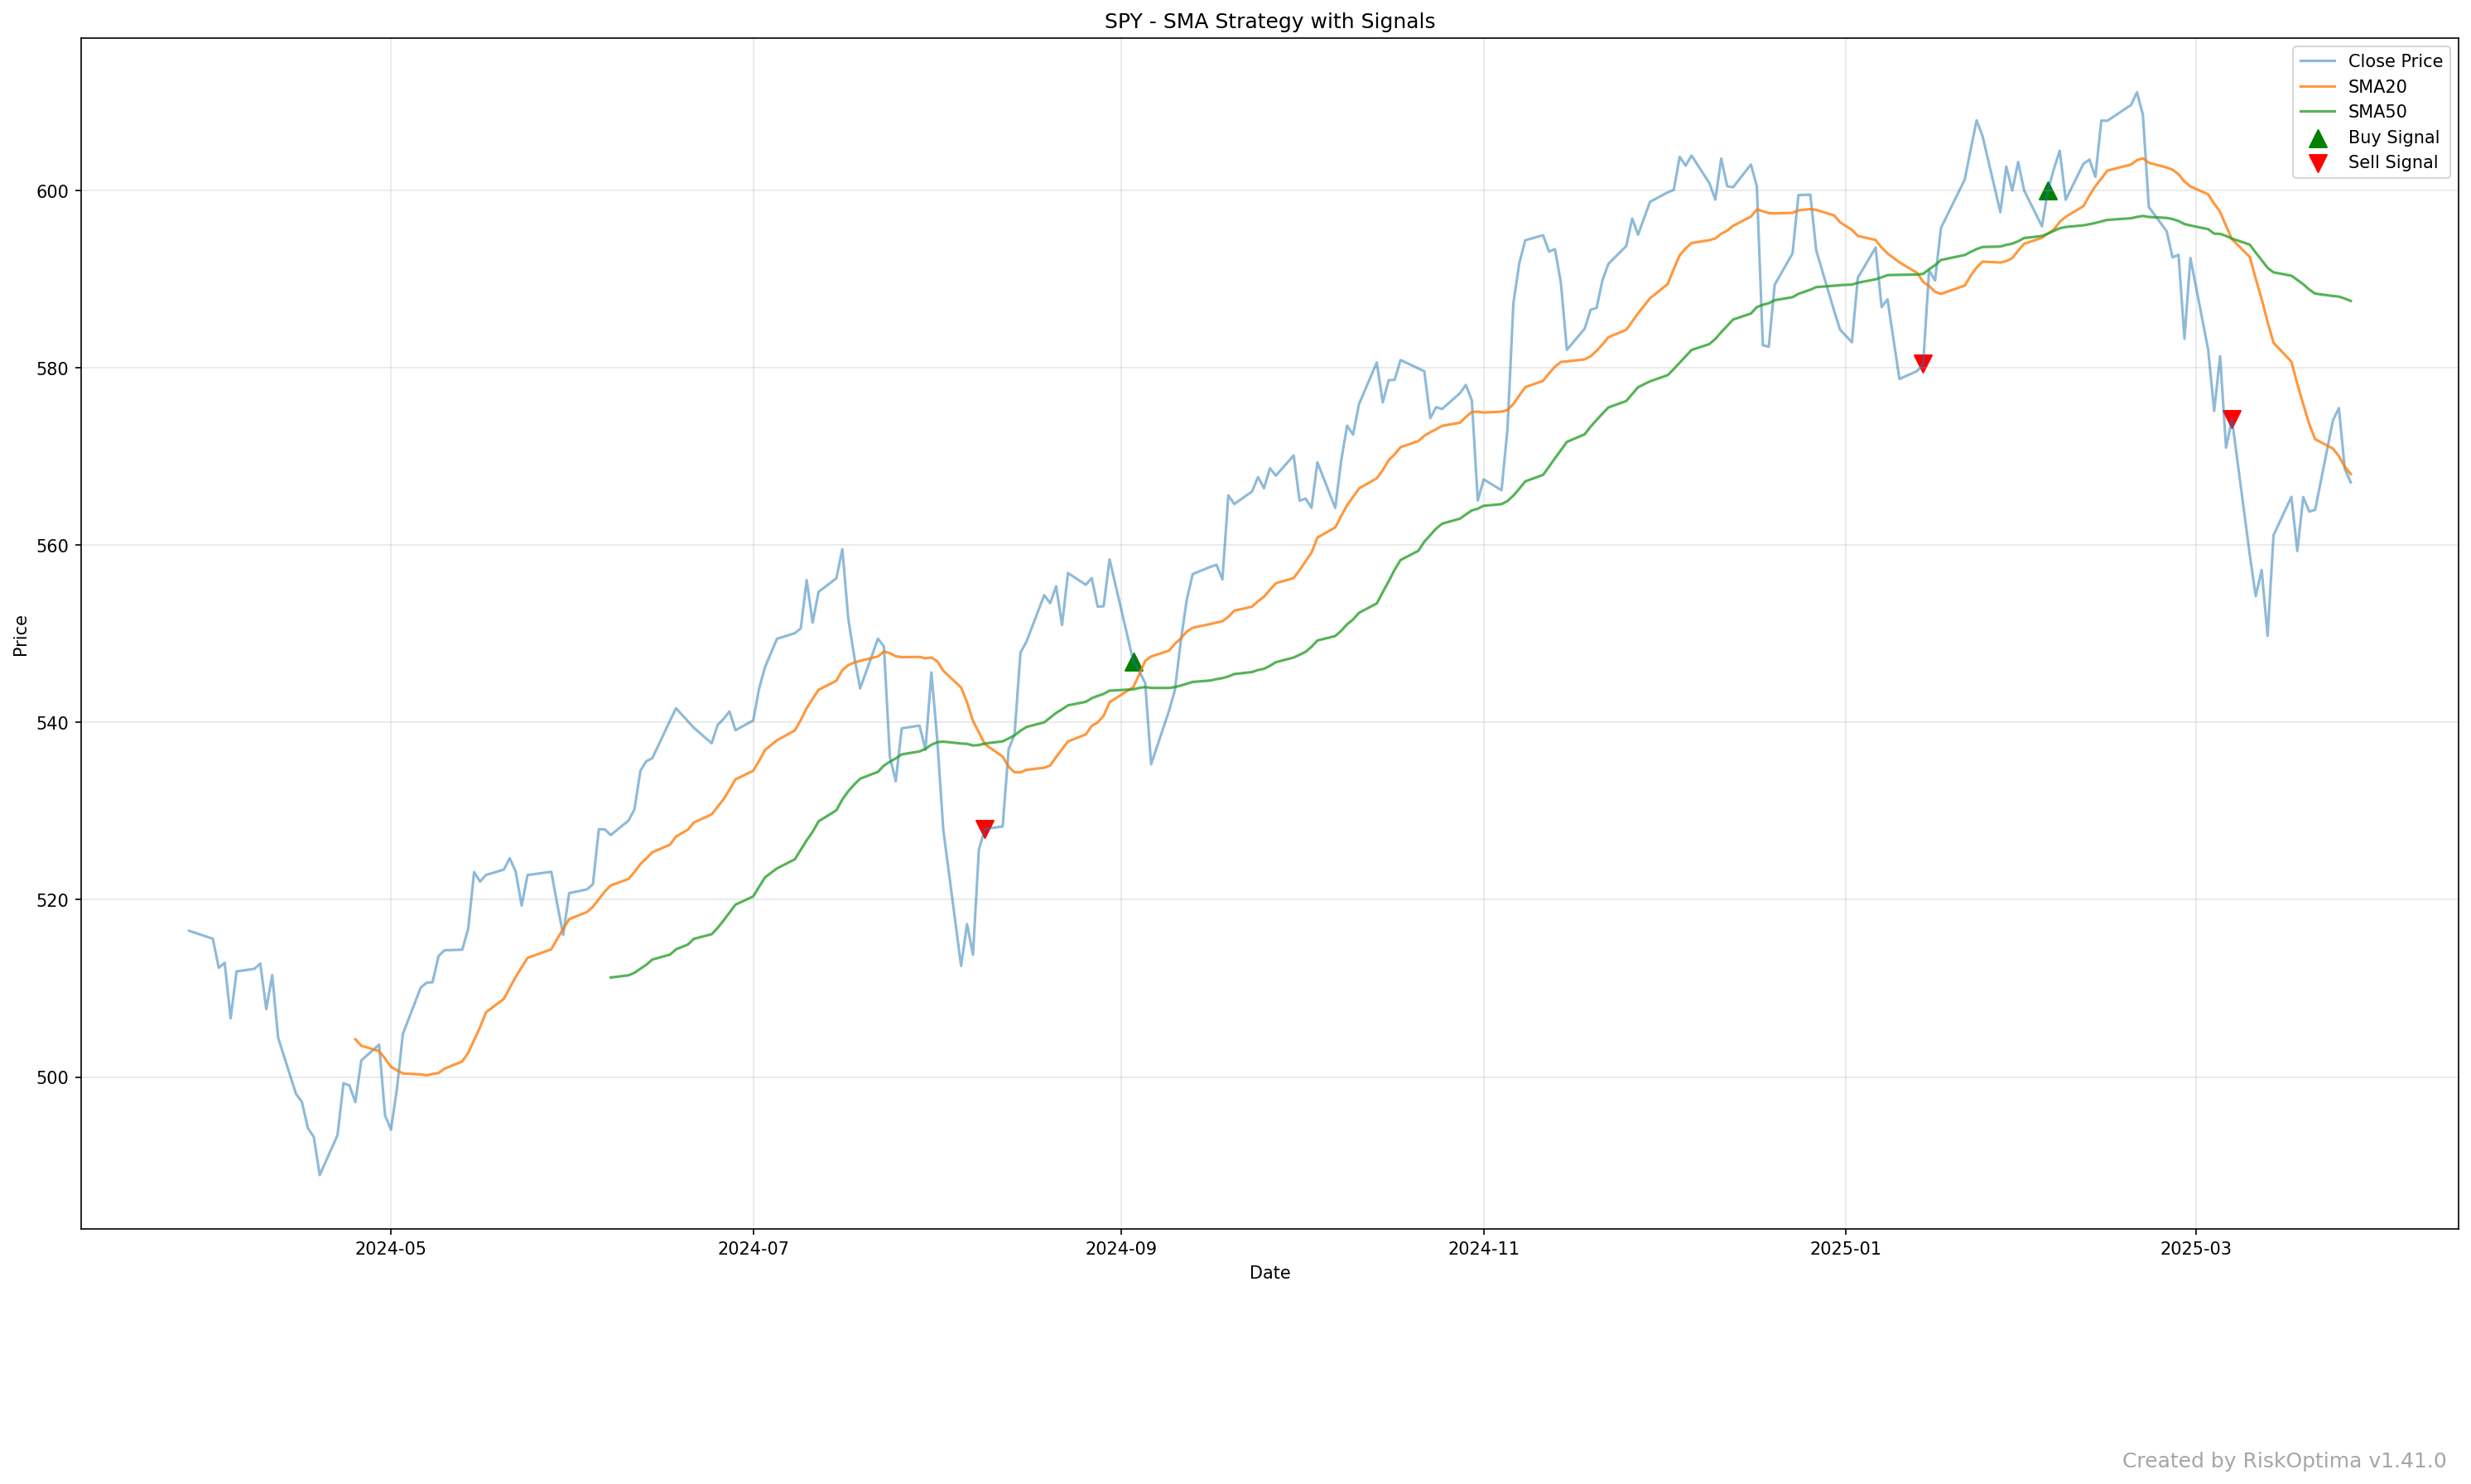 SPY - SMA Strategy with Signals
Close Price
SMA20
SMA50
Buy Signal
Sell Signal
600
580
560
540
520
500
Price
2024-05
2024-07
2024-09
2024-11
2025-01
2025-03
Date
Created by RiskOptima v1.41.0